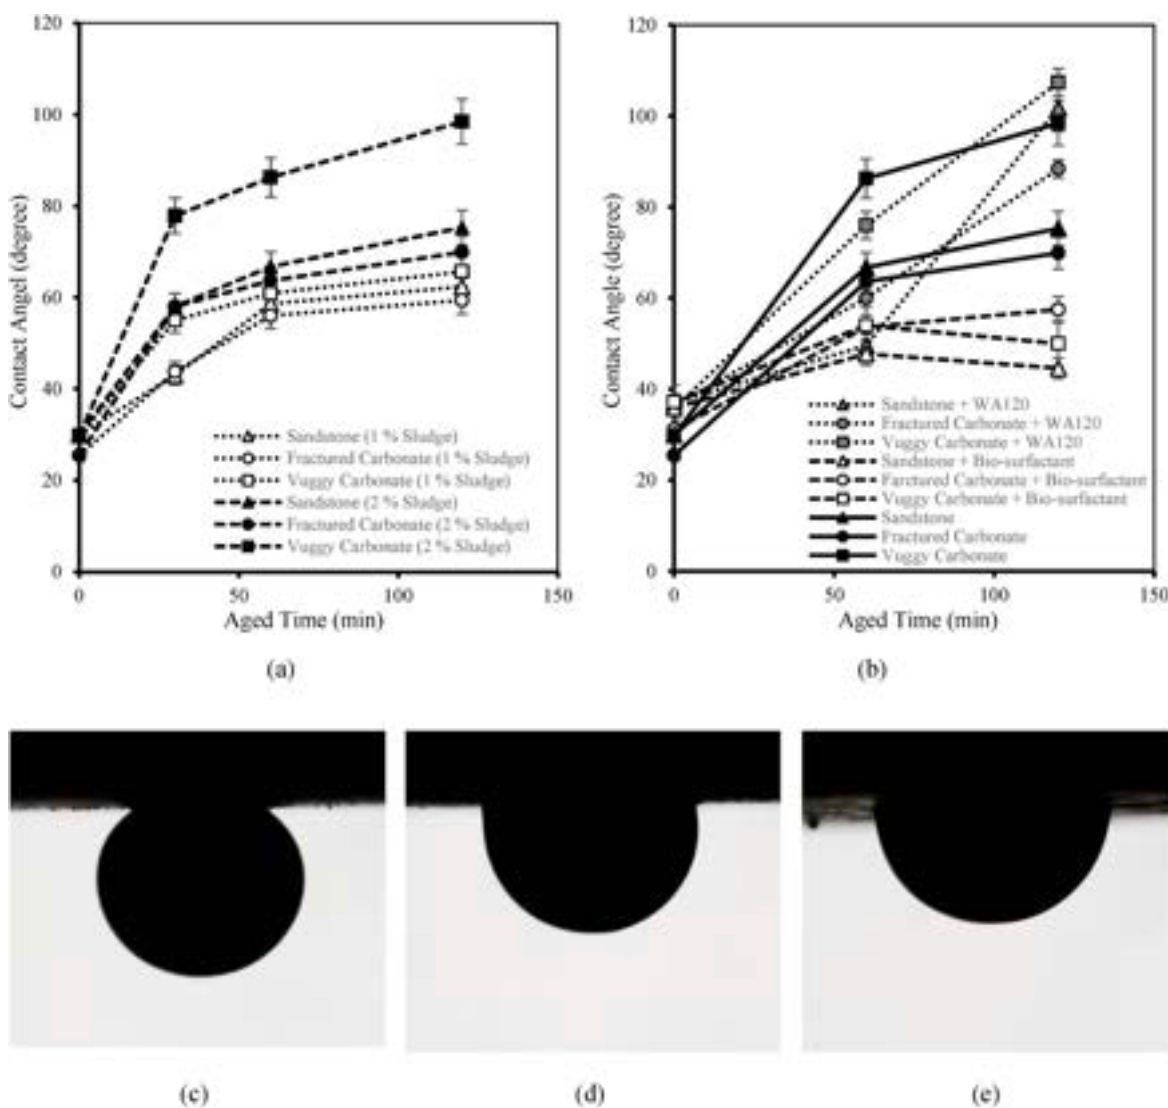 120
100
80
60
40
20
0
0 50 100 150
Contact Angel (degree)
Aged Time (min)
Sandstone (1 % Sludge)
Fractured Carbonate (1 % Sludge)
Vuggy Carbonate (1 % Sludge)
Sandstone (2 % Sludge)
Fractured Carbonate (2 % Sludge)
Vuggy Carbonate (2 % Sludge)
(a)
120
100
80
60
40
20
0
0 50 100 150
Contact Angle (degree)
Aged Time (min)
Sandstone + WA120
Fractured Carbonate + WA120
Vuggy Carbonate + WA120
Sandstone + Bio-surfactant
Farctured Carbonate + Bio-surfactant
Vuggy Carbonate + Bio-surfactant
Sandstone
Fractured Carbonate
Vuggy Carbonate
(b)
(c) (d) (e)